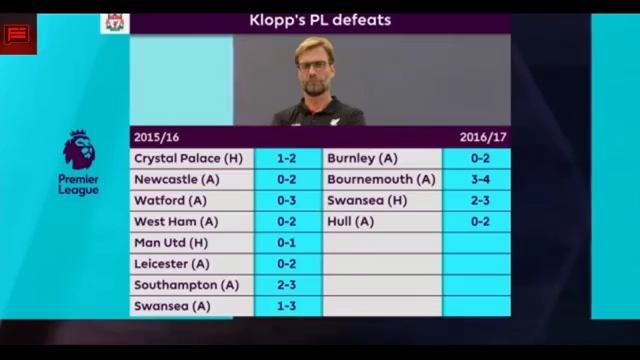 Klopp's PL defeats
2015/16 2016/17
Crystal Palace (H) 1-2 Burnley (A) 0-2
Newcastle (A) 0-2 Bournemouth (A) 3-4
Watford (A) 0-3 Swansea (H) 2-3
West Ham (A) 0-2 Hull (A) 0-2
Man Utd (H) 0-1
Leicester (A) 0-2
Southampton (A) 2-3
Swansea (A) 1-3
Premier
League